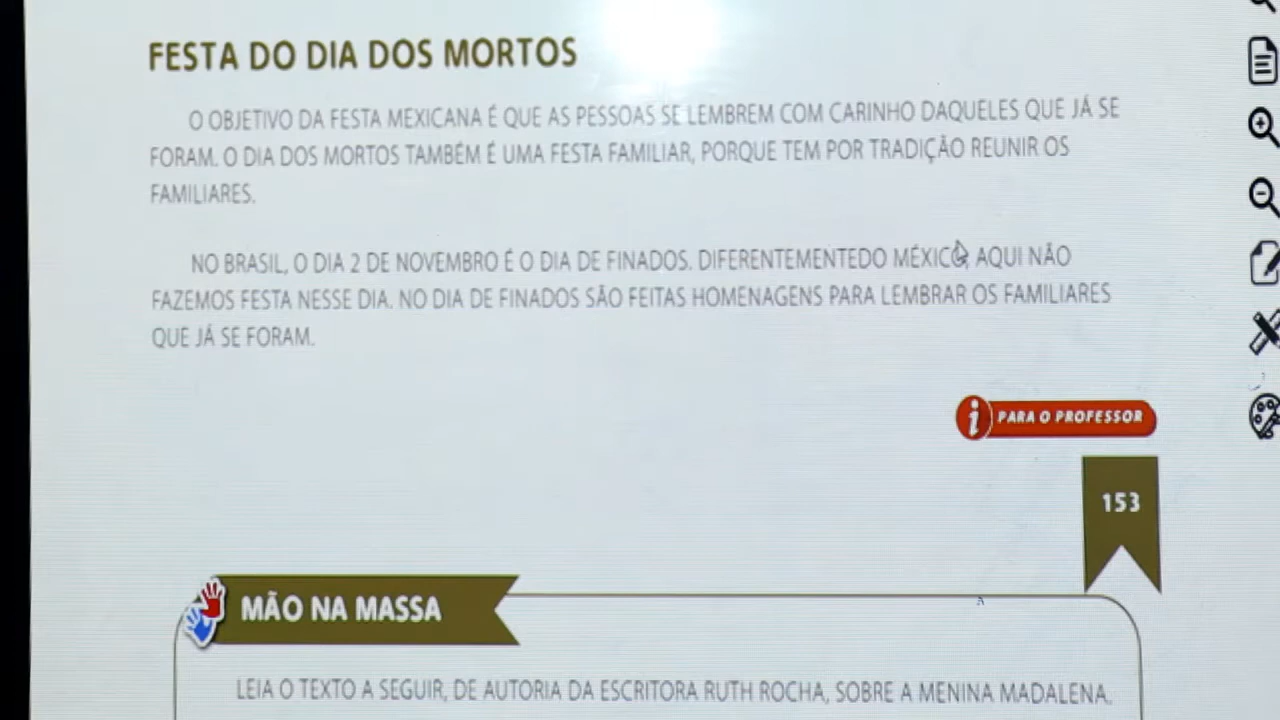 FESTA DO DIA DOS MORTOS
O OBJETIVO DA FESTA MEXICANA É QUE AS PESSOAS SE LEMBREM COM CARINHO DAQUELES QUE JÁ SE
FORAM. O DIA DOS MORTOS TAMBÉM É UMA FESTA FAMILIAR, PORQUE TEM POR TRADIÇÃO REUNIR OS
FAMILIARES.
NO BRASIL, O DIA 2 DE NOVEMBRO É O DIA DE FINADOS. DIFERENTEMENTEDO MÉXICO, AQUI NÃO
FAZEMOS FESTA NESSE DIA. NO DIA DE FINADOS SÃO FEITAS HOMENAGENS PARA LEMBRAR OS FAMILIARES
QUE JÁ SE FORAM.
i PARA O PROFESSOR
153
MÃO NA MASSA
LEIA O TEXTO A SEGUIR, DE AUTORIA DA ESCRITORA RUTH ROCHA, SOBRE A MENINA MADALENA.